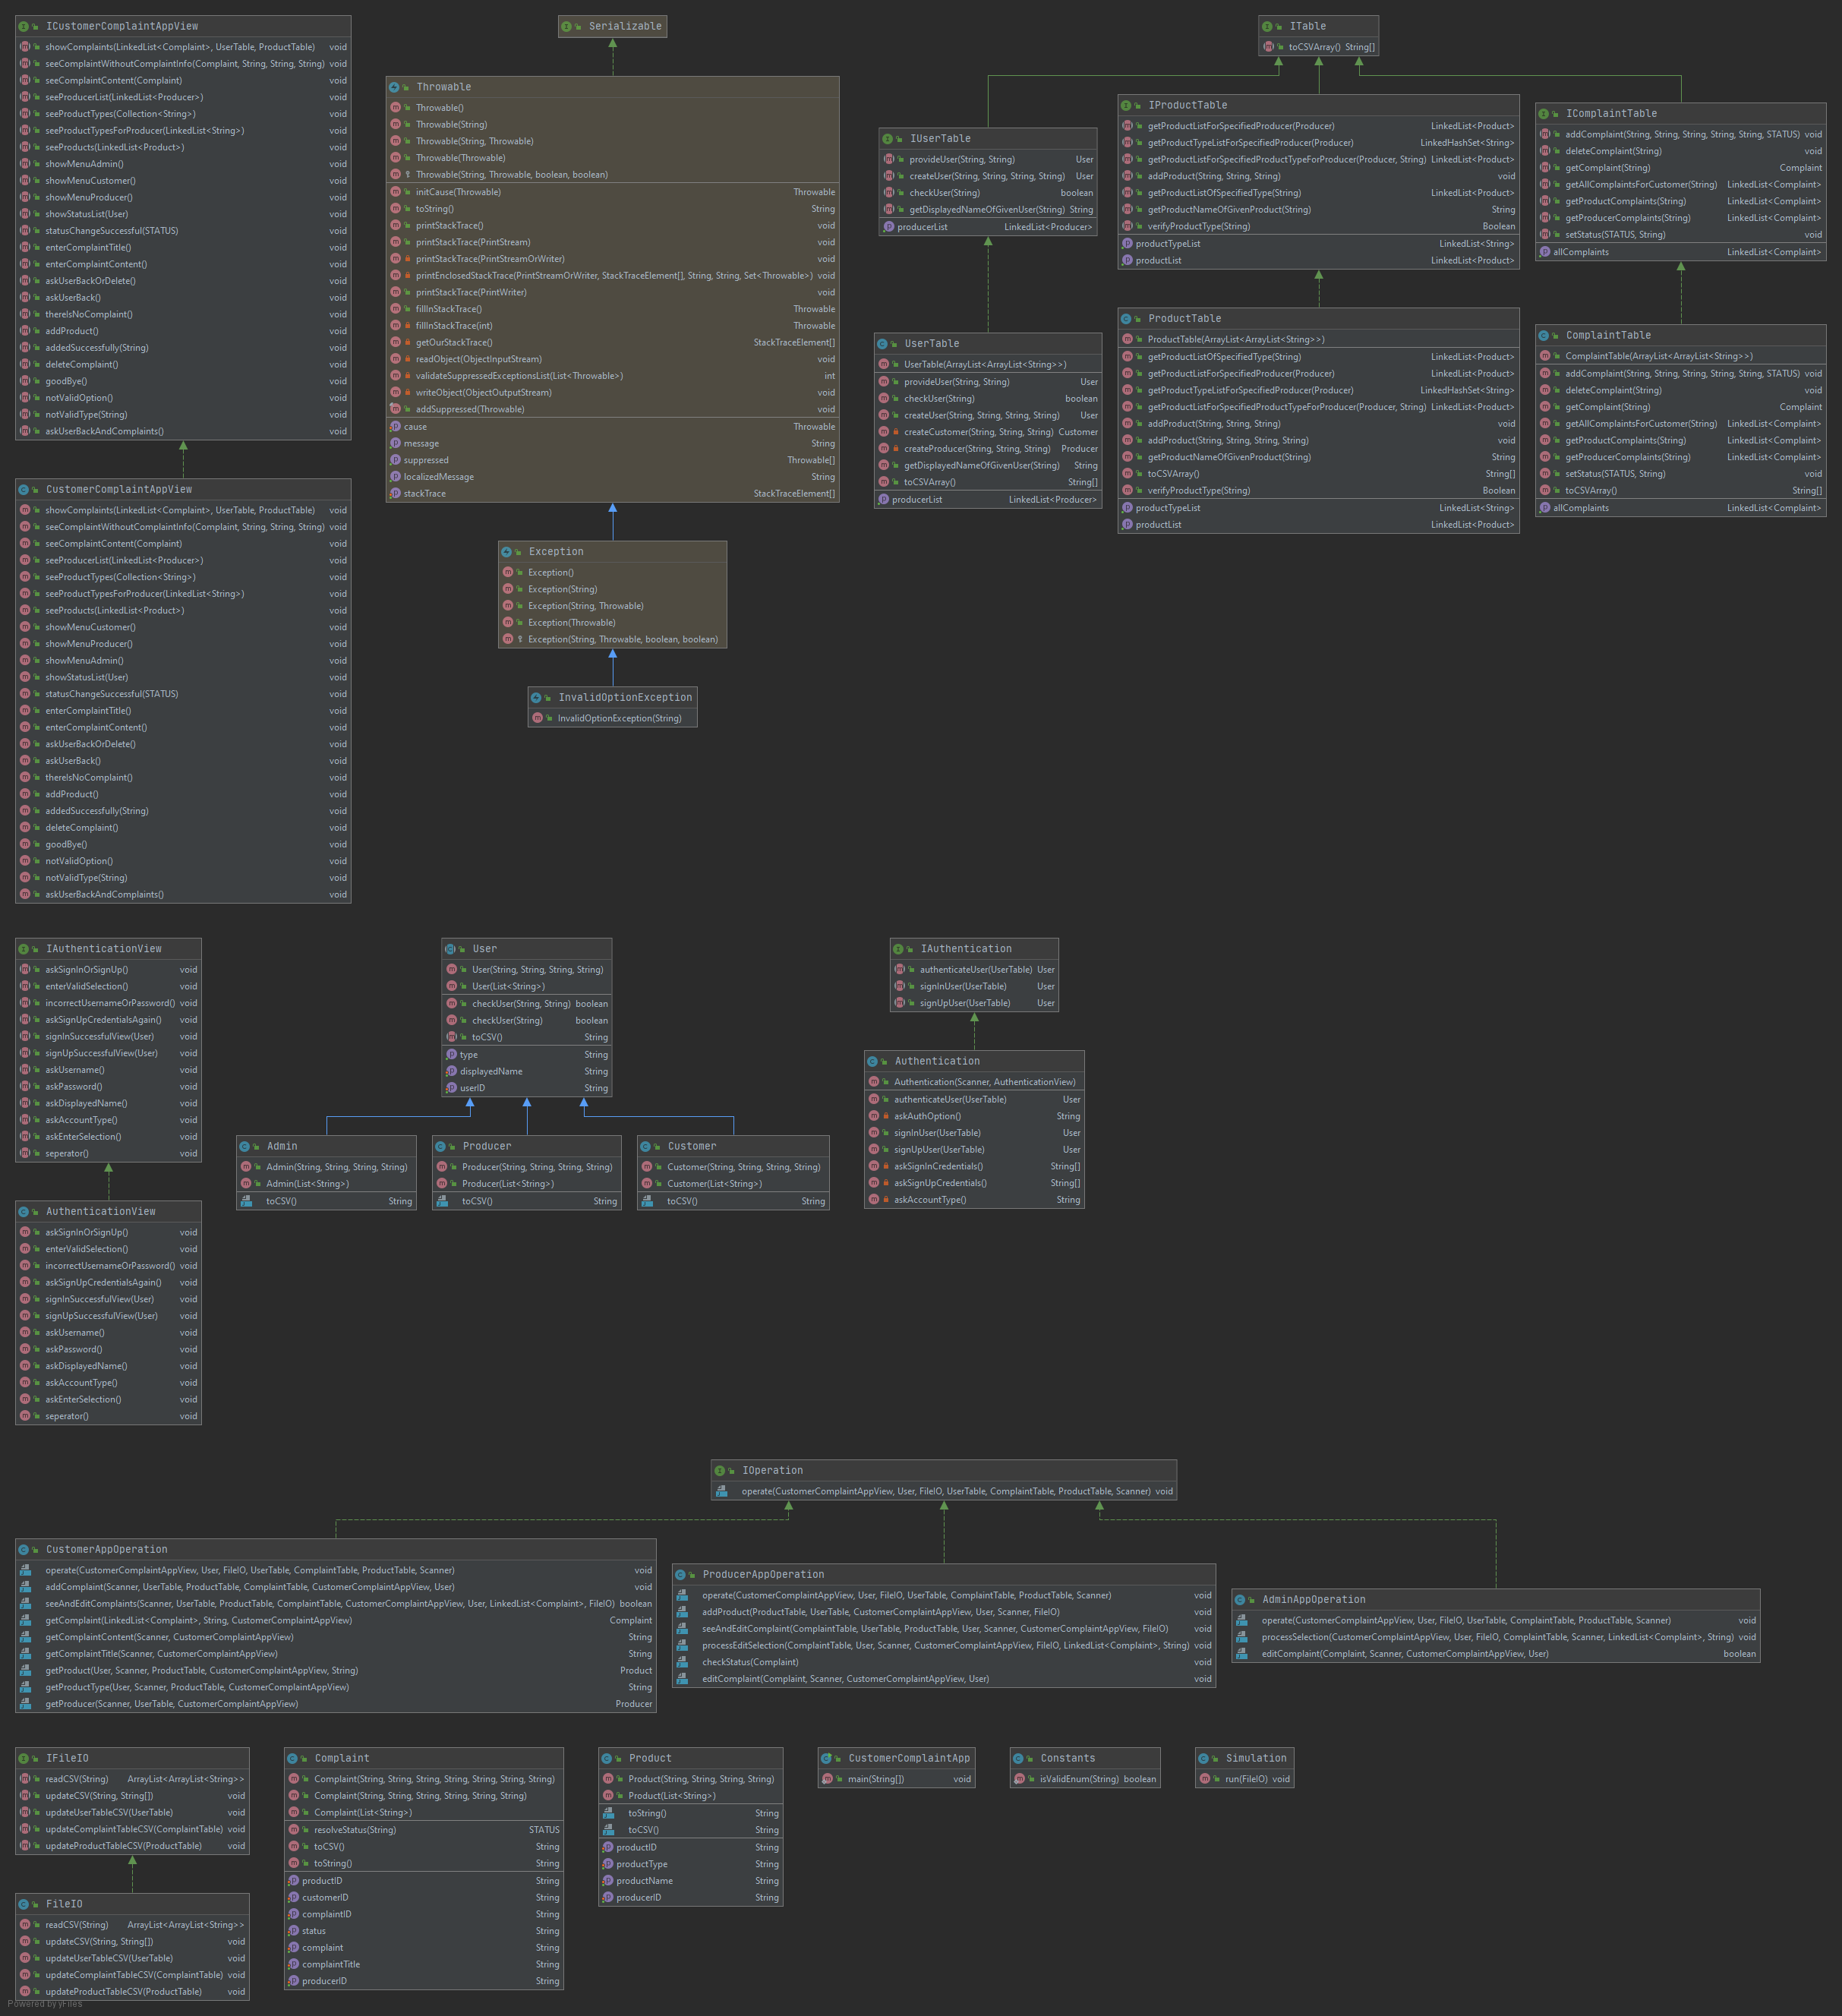 ICustomerComplaintAppView
showComplaints(LinkedList<Complaint>, UserTable, ProductTable) void
seeComplaintWithoutComplaintInfo(Complaint, String, String, String) void
seeComplaintContent(Complaint) void
seeProducerList(LinkedList<Producer>) void
seeProductTypes(Collection<String>) void
seeProductTypesForProducer(LinkedList<String>) void
seeProducts(LinkedList<Product>) void
showMenuAdmin() void
showMenuCustomer() void
showMenuProducer() void
showStatusList(User) void
statusChangeSuccessful(STATUS) void
enterComplaintTitle() void
enterComplaintContent() void
askUserBackOrDelete() void
askUserBack() void
thereIsNoComplaint() void
addProduct() void
addedSuccessfully(String) void
deleteComplaint() void
goodBye() void
notValidOption() void
notValidType(String) void
askUserBackAndComplaints() void
CustomerComplaintAppView
showComplaints(LinkedList<Complaint>, UserTable, ProductTable) void
seeComplaintWithoutComplaintInfo(Complaint, String, String, String) void
seeComplaintContent(Complaint) void
seeProducerList(LinkedList<Producer>) void
seeProductTypes(Collection<String>) void
seeProductTypesForProducer(LinkedList<String>) void
seeProducts(LinkedList<Product>) void
showMenuCustomer() void
showMenuProducer() void
showMenuAdmin() void
showStatusList(User) void
statusChangeSuccessful(STATUS) void
enterComplaintTitle() void
enterComplaintContent() void
askUserBackOrDelete() void
askUserBack() void
thereIsNoComplaint() void
addProduct() void
addedSuccessfully(String) void
deleteComplaint() void
goodBye() void
notValidOption() void
notValidType(String) void
askUserBackAndComplaints() void
Serializable
Throwable
Throwable()
Throwable(String)
Throwable(String, Throwable)
Throwable(Throwable)
Throwable(String, Throwable, boolean, boolean)
initCause(Throwable) Throwable
toString() String
printStackTrace() void
printStackTrace(PrintStream) void
printStackTrace(PrintStreamOrWriter) void
printEnclosedStackTrace(PrintStreamOrWriter, StackTraceElement[], String, String, Set<Throwable>) void
printStackTrace(PrintWriter) void
fillInStackTrace() Throwable
fillInStackTrace(int) Throwable
getOurStackTrace() StackTraceElement[]
readObject(ObjectInputStream) void
validateSuppressedExceptionsList(List<Throwable>) int
writeObject(ObjectOutputStream) void
addSuppressed(Throwable) void
cause Throwable
message String
suppressed Throwable[]
localizedMessage String
stackTrace StackTraceElement[]
Exception
Exception()
Exception(String)
Exception(String, Throwable)
Exception(Throwable)
Exception(String, Throwable, boolean, boolean)
InvalidOptionException
InvalidOptionException(String)
ITable
toCSVArray() String[]
IUserTable
provideUser(String, String) User
createUser(String, String, String, String) User
checkUser(String) boolean
getDisplayedNameOfGivenUser(String) String
producerList LinkedList<Producer>
UserTable
UserTable(ArrayList<ArrayList<String>>)
provideUser(String, String) User
checkUser(String) boolean
createUser(String, String, String, String) User
createCustomer(String, String, String) Customer
createProducer(String, String, String) Producer
getDisplayedNameOfGivenUser(String) String
toCSVArray() String[]
producerList LinkedList<Producer>
IProductTable
getProductListForSpecifiedProducer(Producer) LinkedList<Product>
getProductTypeListForSpecifiedProducer(Producer) LinkedHashSet<String>
getProductListForSpecifiedProductTypeForProducer(Producer, String) LinkedList<Product>
addProduct(String, String, String) void
getProductListOfSpecifiedType(String) LinkedList<Product>
getProductNameOfGivenProduct(String) String
verifyProductType(String) Boolean
productTypeList LinkedList<String>
productList LinkedList<Product>
ProductTable
ProductTable(ArrayList<ArrayList<String>>)
getProductListOfSpecifiedType(String) LinkedList<Product>
getProductListForSpecifiedProducer(Producer) LinkedList<Product>
getProductTypeListForSpecifiedProducer(Producer) LinkedHashSet<String>
getProductListForSpecifiedProductTypeForProducer(Producer, String) LinkedList<Product>
addProduct(String, String, String) void
addProduct(String, String, String, String) void
getProductNameOfGivenProduct(String) String
toCSVArray() String[]
verifyProductType(String) Boolean
productTypeList LinkedList<String>
productList LinkedList<Product>
IComplaintTable
addComplaint(String, String, String, String, String, STATUS) void
deleteComplaint(String) void
getComplaint(String) Complaint
getAllComplaintsForCustomer(String) LinkedList<Complaint>
getProductComplaints(String) LinkedList<Complaint>
getProducerComplaints(String) LinkedList<Complaint>
setStatus(STATUS, String) void
allComplaints LinkedList<Complaint>
ComplaintTable
ComplaintTable(ArrayList<ArrayList<String>>)
addComplaint(String, String, String, String, String, STATUS) void
deleteComplaint(String) void
getComplaint(String) Complaint
getAllComplaintsForCustomer(String) LinkedList<Complaint>
getProductComplaints(String) LinkedList<Complaint>
getProducerComplaints(String) LinkedList<Complaint>
setStatus(STATUS, String) void
toCSVArray() String[]
allComplaints LinkedList<Complaint>
IAuthenticationView
askSignInOrSignUp() void
enterValidSelection() void
incorrectUsernameOrPassword() void
askSignUpCredentialsAgain() void
signInSuccessfulView(User) void
signUpSuccessfulView(User) void
askUsername() void
askPassword() void
askDisplayedName() void
askAccountType() void
askEnterSelection() void
seperator() void
AuthenticationView
askSignInOrSignUp() void
enterValidSelection() void
incorrectUsernameOrPassword() void
askSignUpCredentialsAgain() void
signInSuccessfulView(User) void
signUpSuccessfulView(User) void
askUsername() void
askPassword() void
askDisplayedName() void
askAccountType() void
askEnterSelection() void
seperator() void
User
User(String, String, String, String)
User(List<String>)
checkUser(String, String) boolean
checkUser(String) boolean
toCSV() String
type String
displayedName String
userID String
Admin
Admin(String, String, String, String)
Admin(List<String>)
toCSV() String
Producer
Producer(String, String, String, String)
Producer(List<String>)
toCSV() String
Customer
Customer(String, String, String, String)
Customer(List<String>)
toCSV() String
IAuthentication
authenticateUser(UserTable) User
signInUser(UserTable) User
signUpUser(UserTable) User
Authentication
Authentication(Scanner, AuthenticationView)
authenticateUser(UserTable) User
askAuthOption() String
signInUser(UserTable) User
signUpUser(UserTable) User
askSignInCredentials() String[]
askSignUpCredentials() String[]
askAccountType() String
IOperation
operate(CustomerComplaintAppView, User, FileIO, UserTable, ComplaintTable, ProductTable, Scanner) void
CustomerAppOperation
operate(CustomerComplaintAppView, User, FileIO, UserTable, ComplaintTable, ProductTable, Scanner) void
addComplaint(Scanner, UserTable, ProductTable, ComplaintTable, CustomerComplaintAppView, User) void
seeAndEditComplaints(Scanner, UserTable, ProductTable, ComplaintTable, CustomerComplaintAppView, User, LinkedList<Complaint>, FileIO) boolean
getComplaint(LinkedList<Complaint>, String, CustomerComplaintAppView) Complaint
getComplaintContent(Scanner, CustomerComplaintAppView) String
getComplaintTitle(Scanner, CustomerComplaintAppView) String
getProduct(User, Scanner, ProductTable, CustomerComplaintAppView, String) Product
getProductType(User, Scanner, ProductTable, CustomerComplaintAppView) String
getProducer(Scanner, UserTable, CustomerComplaintAppView) Producer
ProducerAppOperation
operate(CustomerComplaintAppView, User, FileIO, UserTable, ComplaintTable, ProductTable, Scanner) void
addProduct(ProductTable, UserTable, CustomerComplaintAppView, User, Scanner, FileIO) void
seeAndEditComplaint(ComplaintTable, UserTable, ProductTable, User, Scanner, CustomerComplaintAppView, FileIO) void
processEditSelection(ComplaintTable, User, Scanner, CustomerComplaintAppView, FileIO, LinkedList<Complaint>, String) void
checkStatus(Complaint) void
editComplaint(Complaint, Scanner, CustomerComplaintAppView, User) void
AdminAppOperation
operate(CustomerComplaintAppView, User, FileIO, UserTable, ComplaintTable, ProductTable, Scanner) void
processSelection(CustomerComplaintAppView, User, FileIO, ComplaintTable, Scanner, LinkedList<Complaint>, String) void
editComplaint(Complaint, Scanner, CustomerComplaintAppView, User) boolean
IFileIO
readCSV(String) ArrayList<ArrayList<String>>
updateCSV(String, String[]) void
updateUserTableCSV(UserTable) void
updateComplaintTableCSV(ComplaintTable) void
updateProductTableCSV(ProductTable) void
FileIO
readCSV(String) ArrayList<ArrayList<String>>
updateCSV(String, String[]) void
updateUserTableCSV(UserTable) void
updateComplaintTableCSV(ComplaintTable) void
updateProductTableCSV(ProductTable) void
Complaint
Complaint(String, String, String, String, String, String, String)
Complaint(String, String, String, String, String, String)
Complaint(List<String>)
resolveStatus(String) STATUS
toCSV() String
toString() String
productID String
customerID String
complaintID String
status String
complaint String
complaintTitle String
producerID String
Product
Product(String, String, String, String)
Product(List<String>)
toString() String
toCSV() String
productID String
productType String
productName String
producerID String
CustomerComplaintApp
main(String[]) void
Constants
isValidEnum(String) boolean
Simulation
run(FileIO) void
Powered by yFiles